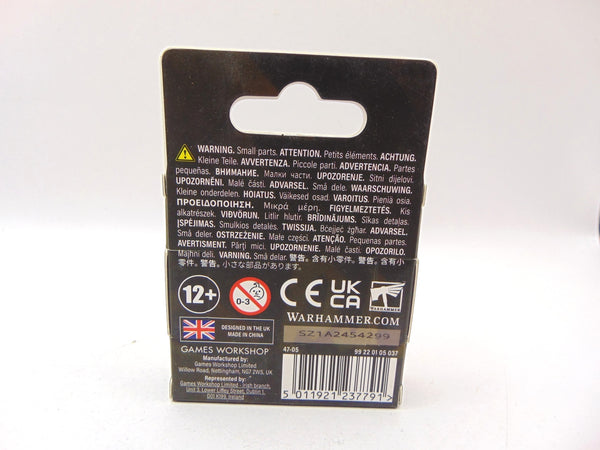 WARNING. Small parts. ATTENTION. Petits éléments. ACHTUNG.
Kleine Teile. AVVERTENZA. Piccole parti. ADVERTENCIA. Partes
pequeñas. ВНИМАНИЕ. Малки части. UPOZORENJE. Sitni dijelovi.
UPOZORNĚNÍ. Malé části. ADVARSEL. Små dele. WAARSCHUWING.
Kleine onderdelen. HOIATUS. Väikesed osad. VAROITUS. Pieniä osia.
ΠΡΟΕΙΔΟΠΟΙΗΣΗ. Μικρά μέρη. FIGYELMEZTETÉS. Kis
alkatrészek. VIÐVÖRUN. Litlir hlutir. BRĪDINĀJUMS. Sīkas detaļas.
ĮSPĖJIMAS. Smulkios detalės. TWISSIJA. Biċċejjeċ żgħar. ADVARSEL.
Små deler. OSTRZEŻENIE. Małe części. ATENÇÃO. Pequenas partes.
AVERTISMENT. Părți mici. UPOZORNENIE. Malé časti. OPOZORILO.
Majhni deli. VARNING. Små delar. 警告。含有小零件. 警告。含有小
零件. 警告。小さな部品が有ります。
12+
0-3
CE UK CA
WARHAMMER.COM
SZ1A2454299
DESIGNED IN THE UK
MADE IN CHINA
GAMES WORKSHOP
Manufactured by:
Games Workshop Limited
Willow Road, Nottingham, NG7 2WS, UK
Represented by:
Games Workshop Limited - Irish branch,
Unit 3, Lower Liffey Street, Dublin 1,
D01 K199, Ireland
47-05
99 22 01 05 037
5 011921 237791 >